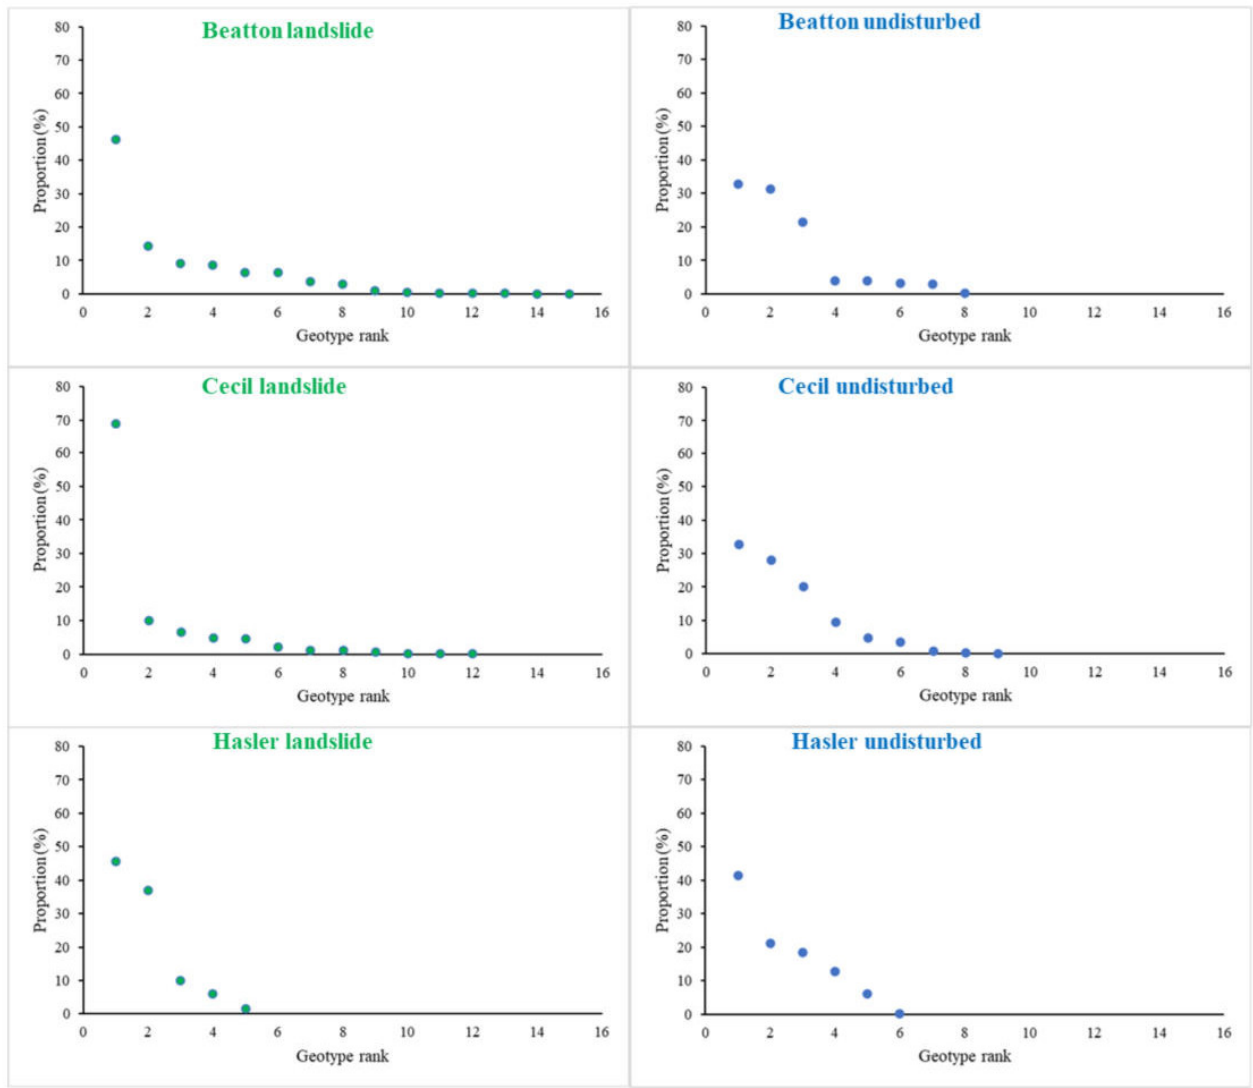 Beatton landslide
80
70
60
50
40
30
20
10
0
Proportion (%)
0 2 4 6 8 10 12 14 16
Geotype rank
Beatton undisturbed
80
70
60
50
40
30
20
10
0
Proportion (%)
0 2 4 6 8 10 12 14 16
Geotype rank
Cecil landslide
80
70
60
50
40
30
20
10
0
Proportion (%)
0 2 4 6 8 10 12 14 16
Geotype rank
Cecil undisturbed
80
70
60
50
40
30
20
10
0
Proportion (%)
0 2 4 6 8 10 12 14 16
Geotype rank
Hasler landslide
80
70
60
50
40
30
20
10
0
Proportion (%)
0 2 4 6 8 10 12 14 16
Geotype rank
Hasler undisturbed
80
70
60
50
40
30
20
10
0
Proportion (%)
0 2 4 6 8 10 12 14 16
Geotype rank